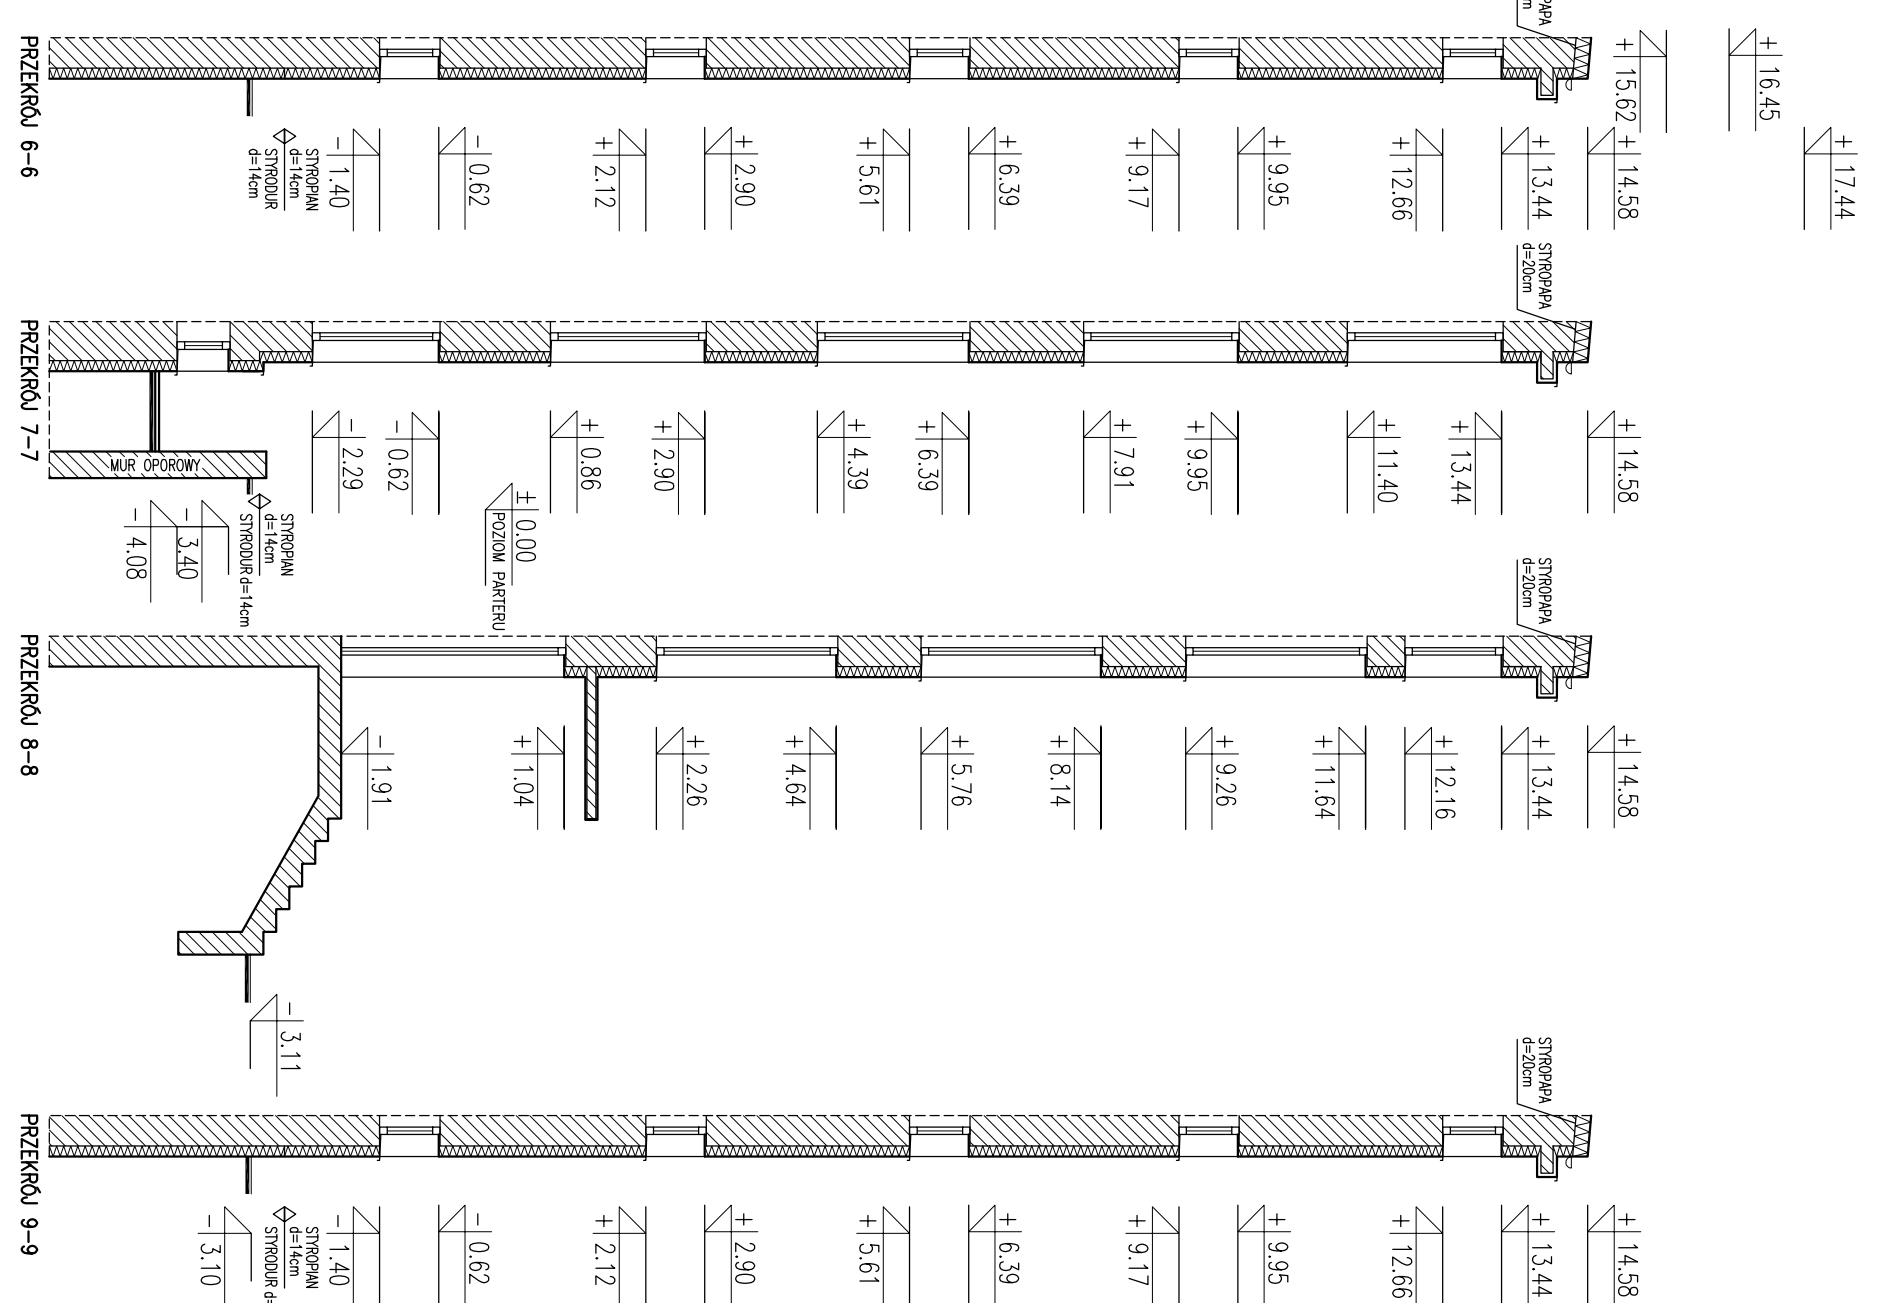 PAPA
m
+ 15.62
+ 16.45
+ 17.44
+ 14.58
+ 13.44
+ 12.66
+ 9.95
+ 9.17
+ 6.39
+ 5.61
+ 2.90
+ 2.12
- 0.62
- 1.40
STYROPIAN
d=14cm
STYRODUR
d=14cm
PRZEKRÓJ 6-6
STYROPAPA
d=20cm
+ 14.58
+ 13.44
+ 11.40
+ 9.95
+ 7.91
+ 6.39
+ 4.39
+ 2.90
+ 0.86
± 0.00
POZIOM PARTERU
- 0.62
- 2.29
MUR OPOROWY
STYROPIAN
d=14cm
STYRODUR d=14cm
- 3.40
- 4.08
PRZEKRÓJ 7-7
STYROPAPA
d=20cm
+ 14.58
+ 13.44
+ 12.16
+ 11.64
+ 9.26
+ 8.14
+ 5.76
+ 4.64
+ 2.26
+ 1.04
- 1.91
- 3.11
PRZEKRÓJ 8-8
STYROPAPA
d=20cm
+ 14.58
+ 13.44
+ 12.66
+ 9.95
+ 9.17
+ 6.39
+ 5.61
+ 2.90
+ 2.12
- 0.62
- 1.40
STYROPIAN
d=14cm
STYRODUR d=
- 3.10
PRZEKRÓJ 9-9